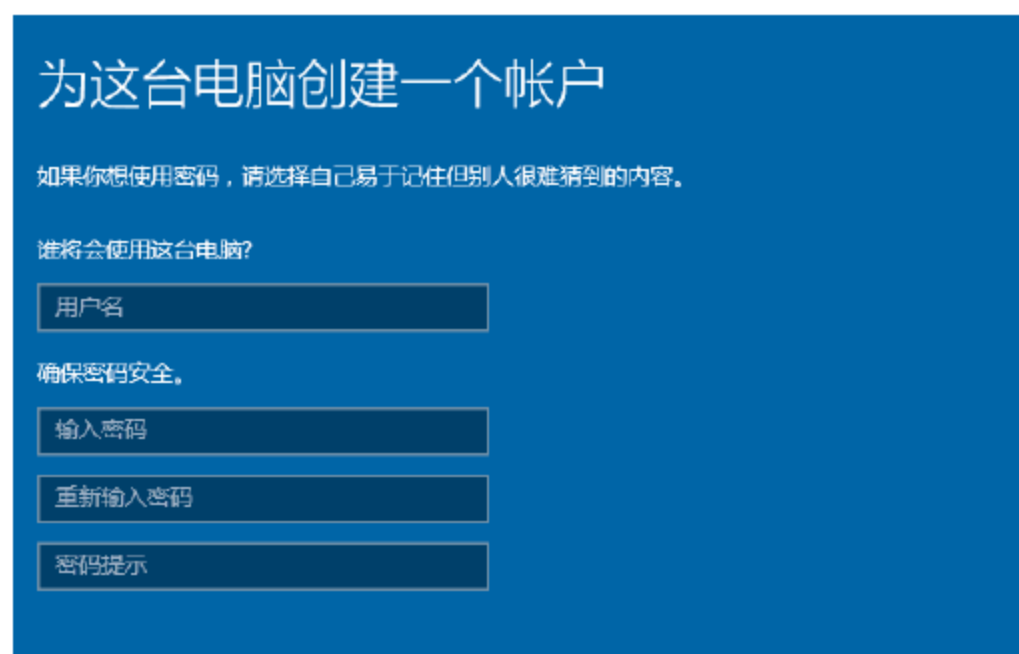 为这台电脑创建一个帐户
如果你想使用密码，请选择自己易于记住但别人很难猜到的内容。
谁将会使用这台电脑?
用户名
确保密码安全。
输入密码
重新输入密码
密码提示